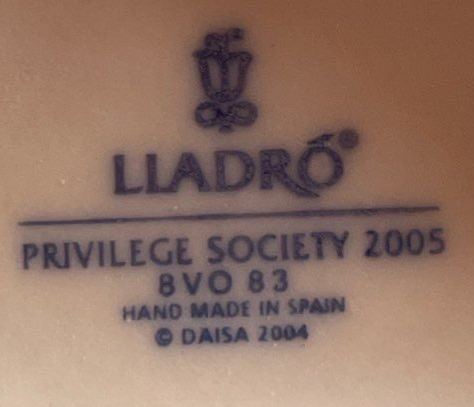 LLADRÓ®
PRIVILEGE SOCIETY 2005
8VO 83
HAND MADE IN SPAIN
© DAISA 2004